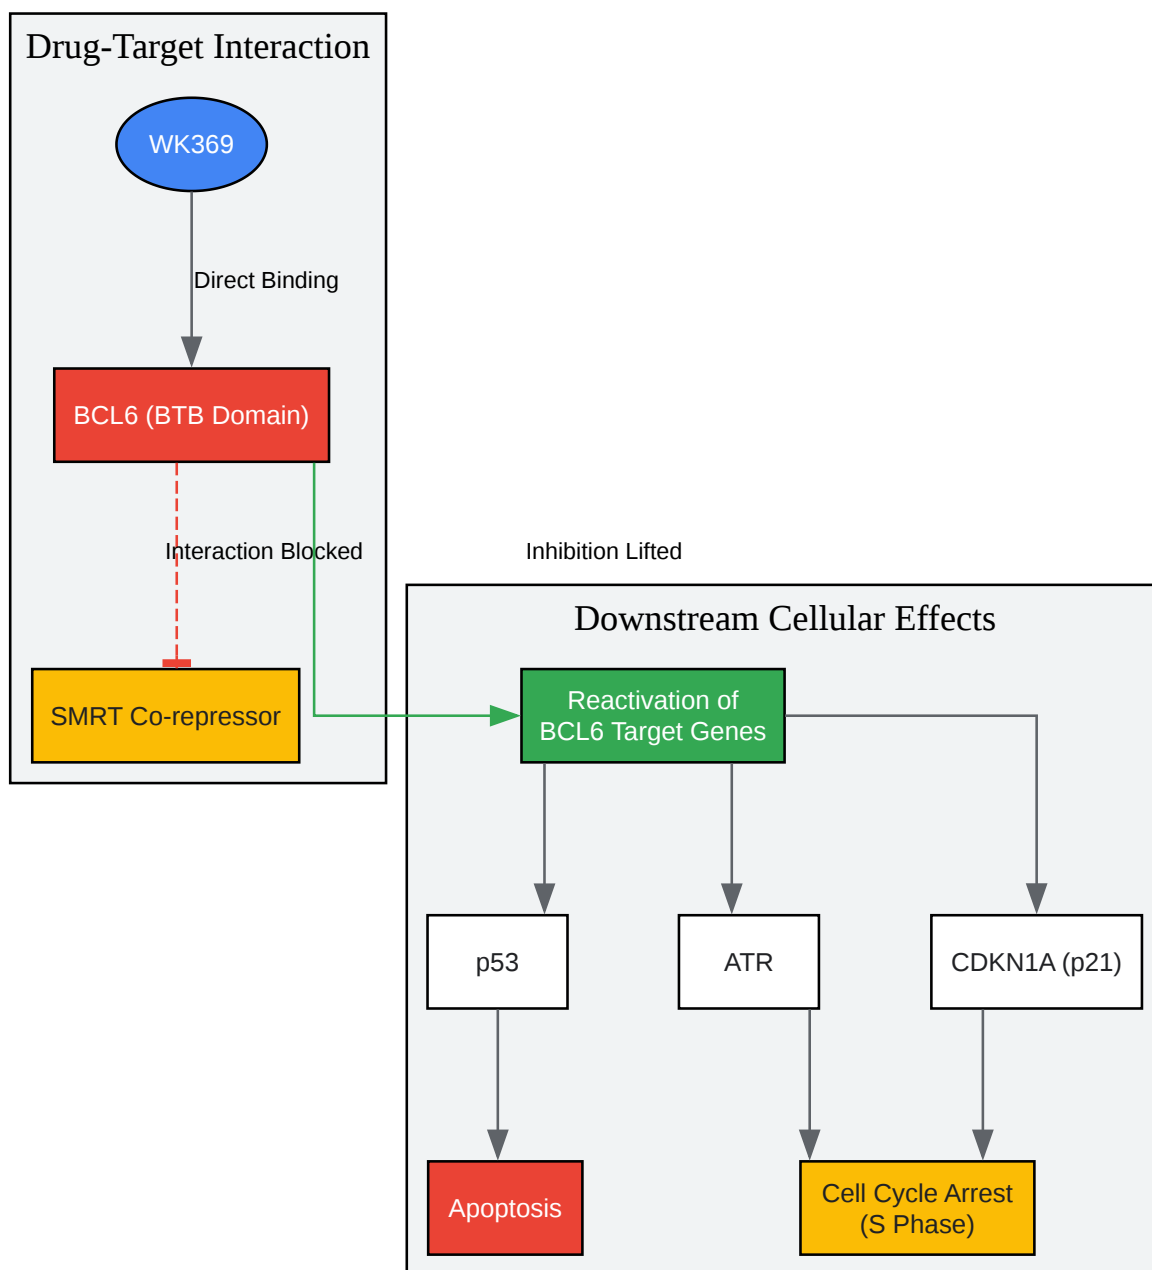 Drug-Target Interaction
WK369
Direct Binding
BCL6 (BTB Domain)
Interaction Blocked
Inhibition Lifted
SMRT Co-repressor
Downstream Cellular Effects
Reactivation of
BCL6 Target Genes
p53
ATR
CDKN1A (p21)
Apoptosis
Cell Cycle Arrest
(S Phase)